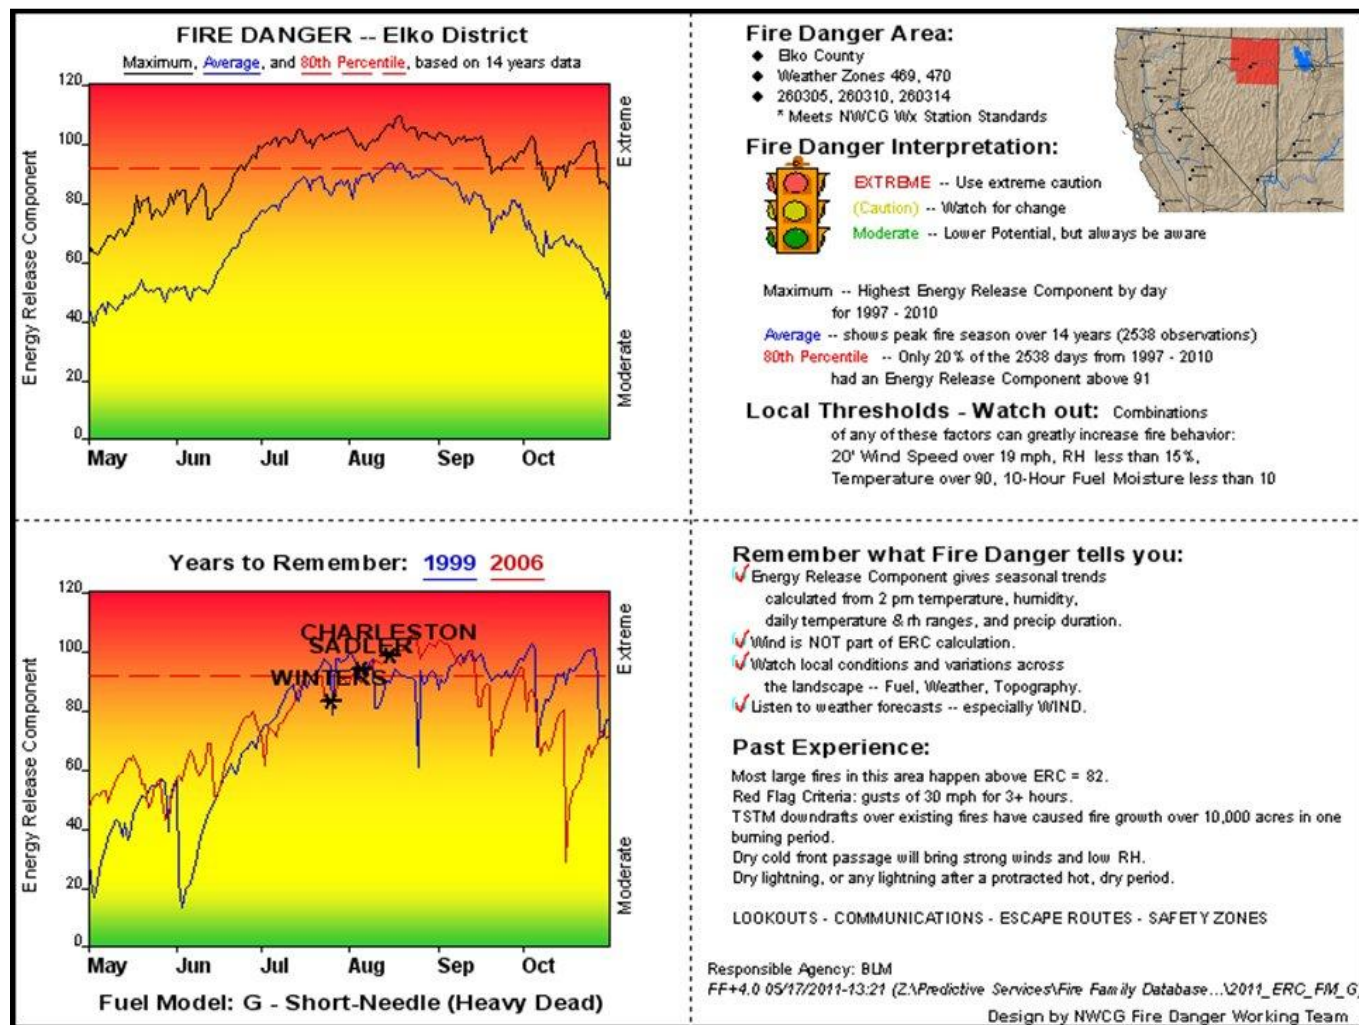 FIRE DANGER -- Elko District
Maximum, Average, and 80th Percentile, based on 14 years data
120
100
80
60
40
20
0
Energy Release Component
Extreme
Moderate
May Jun Jul Aug Sep Oct
Fire Danger Area:
◆ Elko County
◆ Weather Zones 469, 470
◆ 260305, 260310, 260314
* Meets NWCG Wx Station Standards
Fire Danger Interpretation:
EXTREME -- Use extreme caution
(Caution) -- Watch for change
Moderate -- Lower Potential, but always be aware
Maximum -- Highest Energy Release Component by day
for 1997 - 2010
Average -- shows peak fire season over 14 years (2538 observations)
80th Percentile -- Only 20% of the 2538 days from 1997 - 2010
had an Energy Release Component above 91
Local Thresholds - Watch out: Combinations
of any of these factors can greatly increase fire behavior:
20' Wind Speed over 19 mph, RH less than 15%,
Temperature over 90, 10-Hour Fuel Moisture less than 10
Years to Remember: 1999 2006
120
100
80
60
40
20
0
Energy Release Component
Extreme
Moderate
CHARLESTON
SADLER
WINTERS
May Jun Jul Aug Sep Oct
Fuel Model: G - Short-Needle (Heavy Dead)
Remember what Fire Danger tells you:
Energy Release Component gives seasonal trends
calculated from 2 pm temperature, humidity,
daily temperature & rh ranges, and precip duration.
Wind is NOT part of ERC calculation.
Watch local conditions and variations across
the landscape -- Fuel, Weather, Topography.
Listen to weather forecasts -- especially WIND.
Past Experience:
Most large fires in this area happen above ERC = 82.
Red Flag Criteria: gusts of 30 mph for 3+ hours.
TSTM downdrafts over existing fires have caused fire growth over 10,000 acres in one
burning period.
Dry cold front passage will bring strong winds and low RH.
Dry lightning, or any lightning after a protracted hot, dry period.
LOOKOUTS - COMMUNICATIONS - ESCAPE ROUTES - SAFETY ZONES
Responsible Agency: BLM
FF+4.0 05/17/2011-13:21 (Z:\Predictive Services\Fire Family Database...\2011_ERC_FM_G
Design by NWCG Fire Danger Working Team